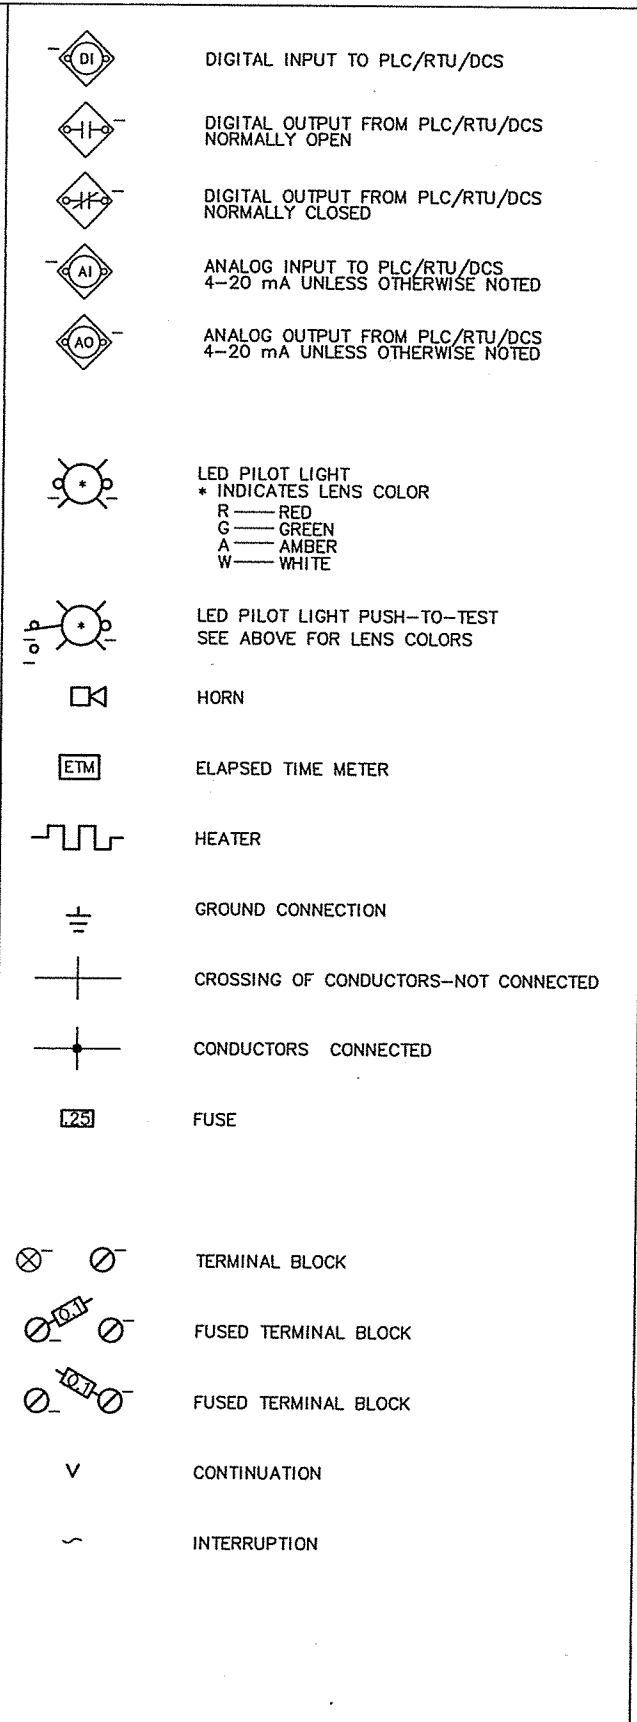 DI DIGITAL INPUT TO PLC/RTU/DCS
DIGITAL OUTPUT FROM PLC/RTU/DCS
NORMALLY OPEN
DIGITAL OUTPUT FROM PLC/RTU/DCS
NORMALLY CLOSED
AI ANALOG INPUT TO PLC/RTU/DCS
4-20 mA UNLESS OTHERWISE NOTED
AO ANALOG OUTPUT FROM PLC/RTU/DCS
4-20 mA UNLESS OTHERWISE NOTED
LED PILOT LIGHT
* * INDICATES LENS COLOR
R — RED
G — GREEN
A — AMBER
W — WHITE
LED PILOT LIGHT PUSH-TO-TEST
* SEE ABOVE FOR LENS COLORS
HORN
ETM ELAPSED TIME METER
HEATER
GROUND CONNECTION
CROSSING OF CONDUCTORS-NOT CONNECTED
CONDUCTORS CONNECTED
.25 FUSE
TERMINAL BLOCK
0.1 FUSED TERMINAL BLOCK
0.1 FUSED TERMINAL BLOCK
V CONTINUATION
INTERRUPTION